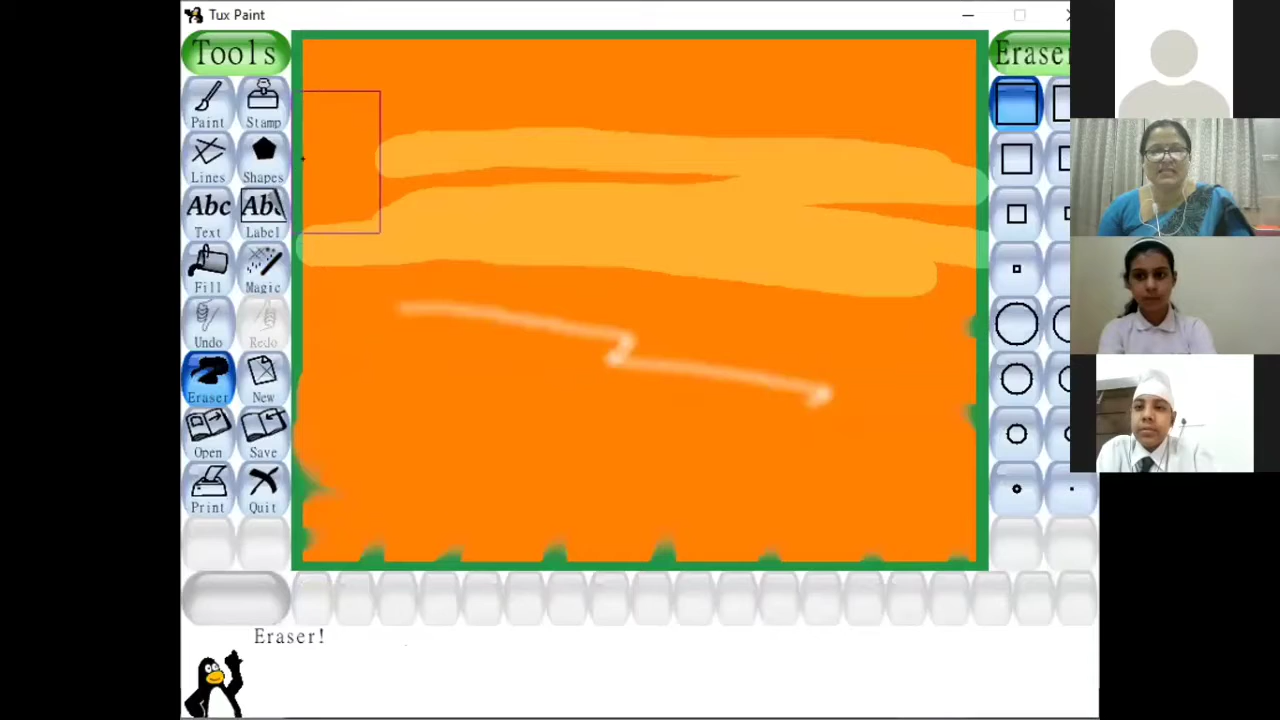 Tux Paint
Tools
Eraser
Paint
Stamp
Lines
Shapes
Abc
Abc
Text
Label
Fill
Magic
Undo
Redo
Eraser
New
Open
Save
Print
Quit
Eraser!